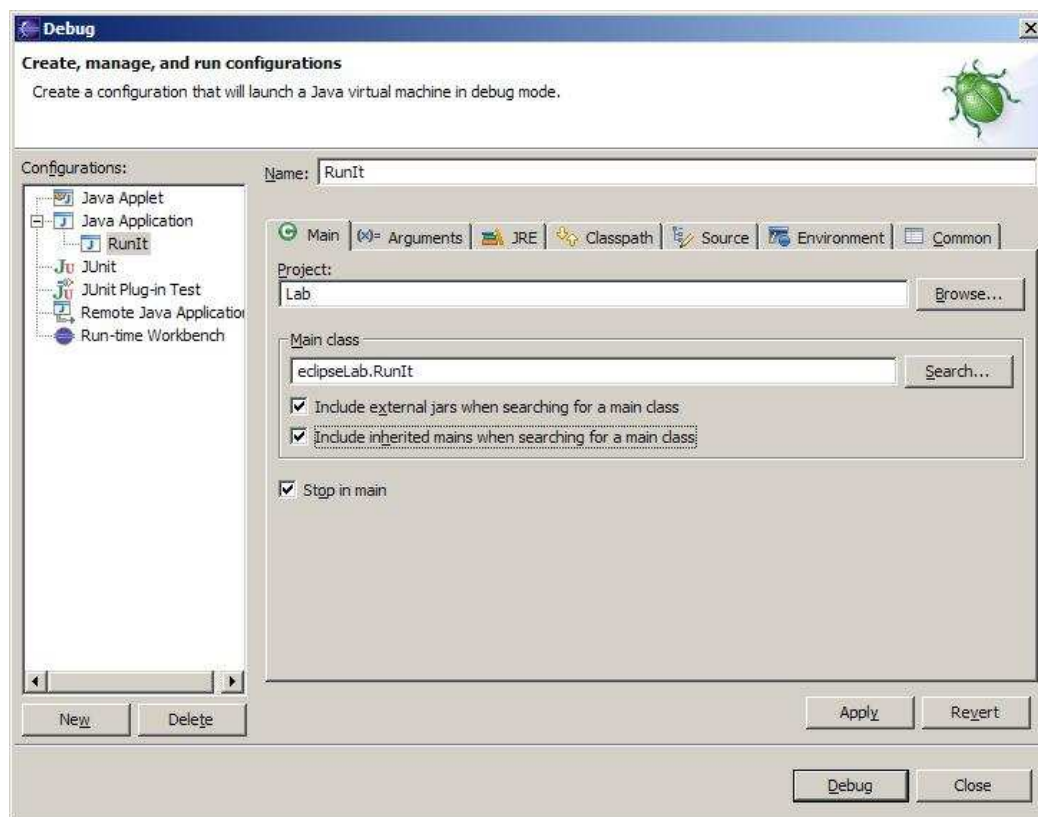 Debug
Create, manage, and run configurations
Create a configuration that will launch a Java virtual machine in debug mode.
Configurations:
Java Applet
Java Application
RunIt
JUnit
JUnit Plug-in Test
Remote Java Application
Run-time Workbench
New
Delete
Name: RunIt
Main (x)= Arguments JRE Classpath Source Environment Common
Project:
Lab
Browse...
Main class
eclipseLab.RunIt
Search...
Include external jars when searching for a main class
Include inherited mains when searching for a main class
Stop in main
Apply
Revert
Debug
Close